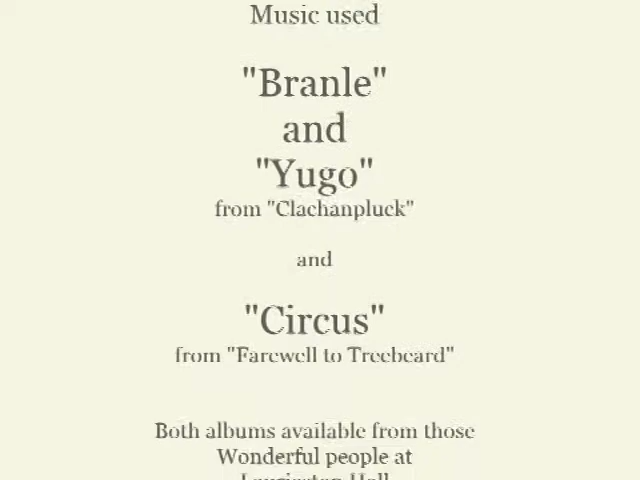 Music used
"Branle"
and
"Yugo"
from "Clachanpluck"
and
"Circus"
from "Farewell to Treebeard"
Both albums available from those
Wonderful people at
Hall